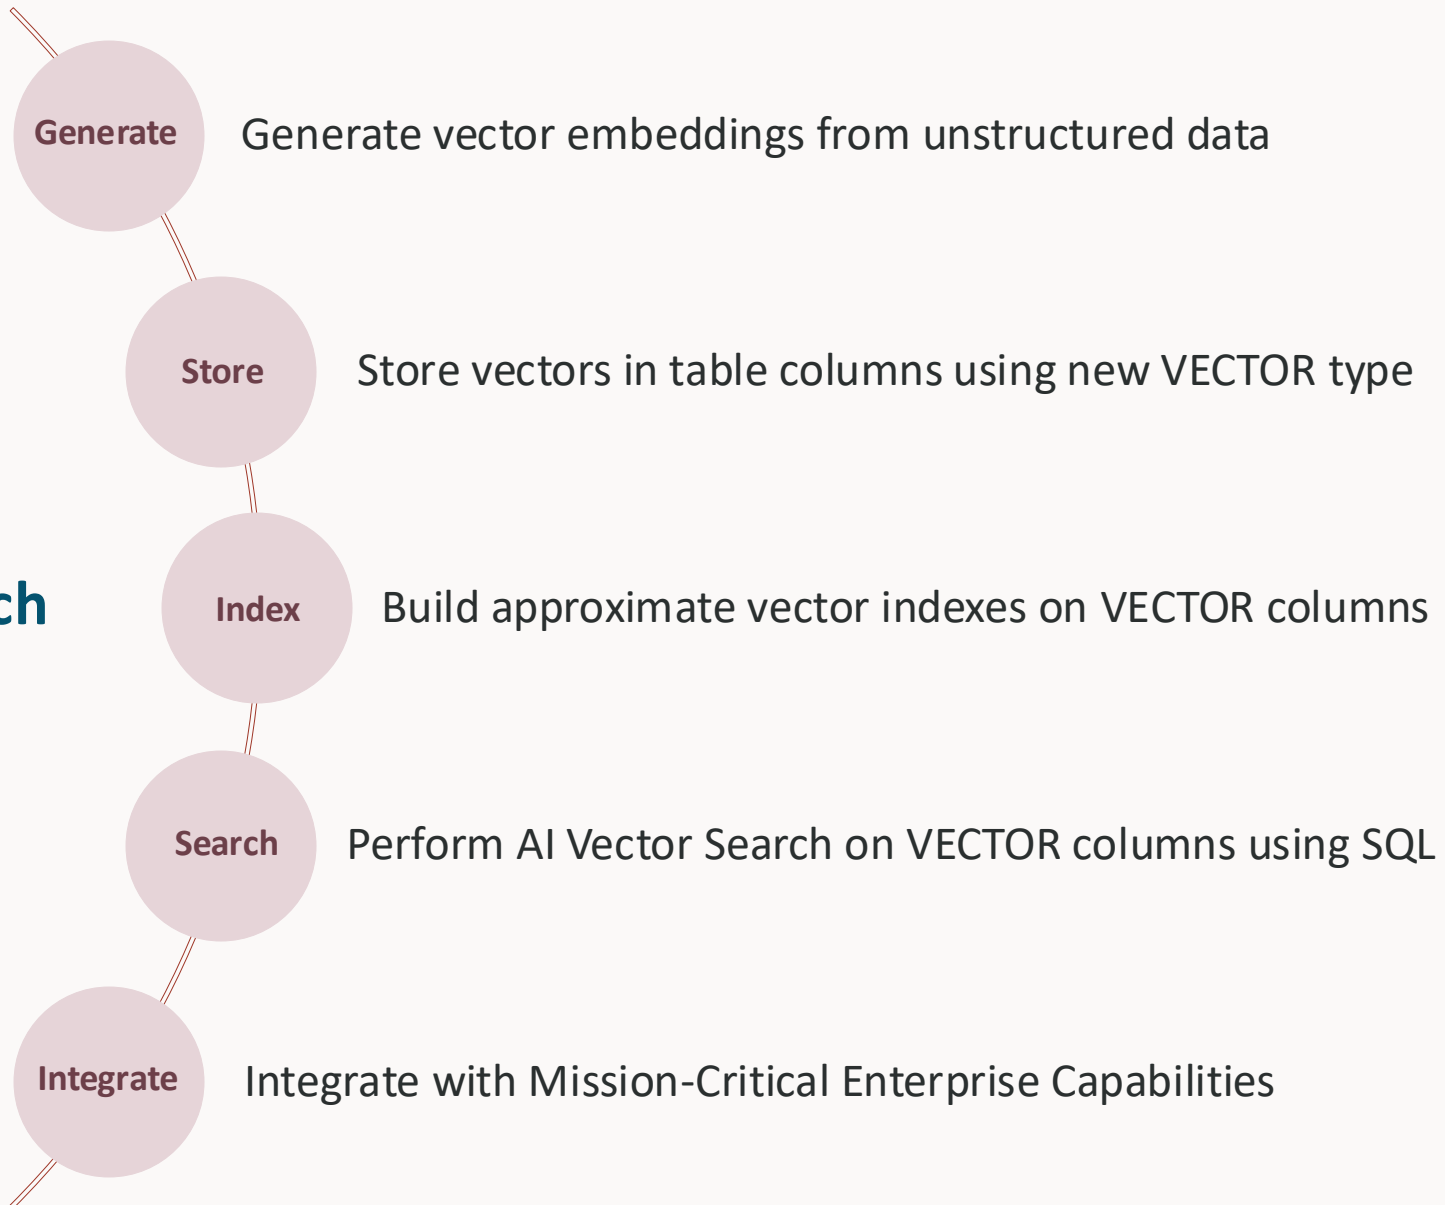 Generate
Generate vector embeddings from unstructured data
Store
Store vectors in table columns using new VECTOR type
ch
Index
Build approximate vector indexes on VECTOR columns
Search
Perform AI Vector Search on VECTOR columns using SQL
Integrate
Integrate with Mission-Critical Enterprise Capabilities